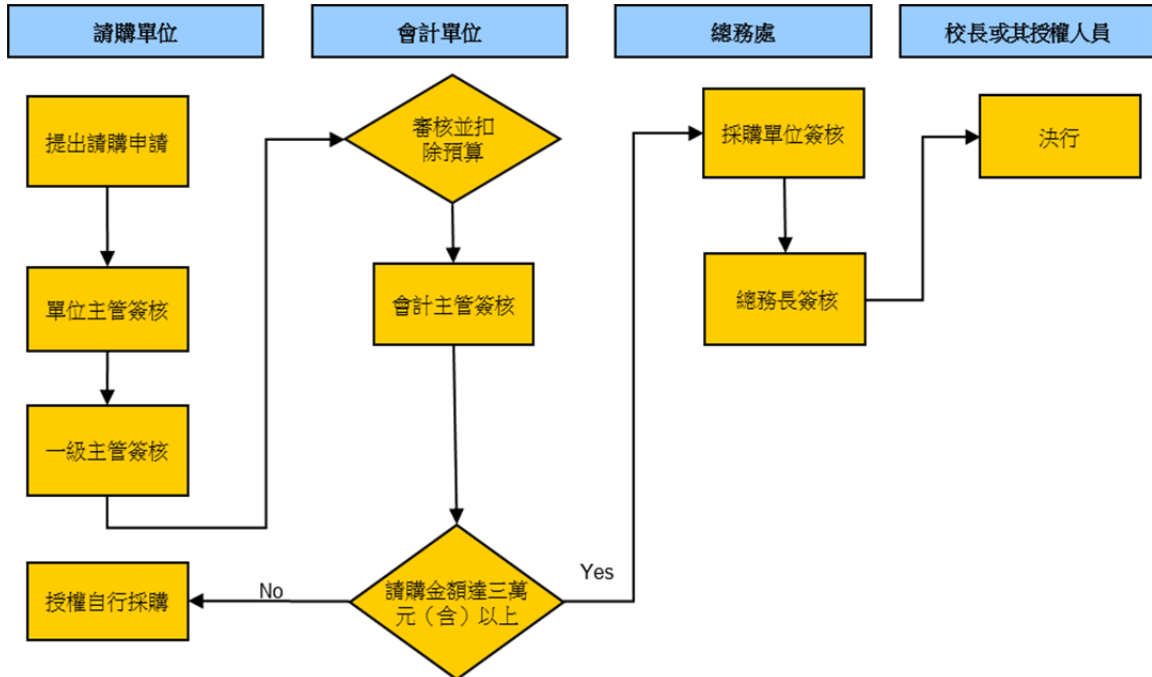 請購單位
會計單位
總務處
校長或其授權人員
提出請購申請
審核並扣
除預算
採購單位簽核
決行
單位主管簽核
會計主管簽核
總務長簽核
一級主管簽核
授權自行採購
No
請購金額達三萬
元（含）以上
Yes